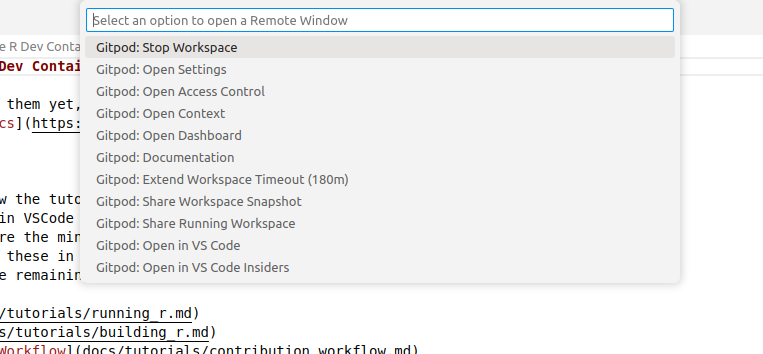 Select an option to open a Remote Window
Gitpod: Stop Workspace
e R Dev Conta
Gitpod: Open Settings
Dev Contai
Gitpod: Open Access Control
them yet,
Gitpod: Open Context
cs](https:
Gitpod: Open Dashboard
Gitpod: Documentation
Gitpod: Extend Workspace Timeout (180m)
w the tuto
Gitpod: Share Workspace Snapshot
in VSCode
Gitpod: Share Running Workspace
re the min
Gitpod: Open in VS Code
these in
Gitpod: Open in VS Code Insiders
e remainin
/tutorials/running_r.md)
s/tutorials/building_r.md)
Workflow](docs/tutorials/contribution_workflow.md)